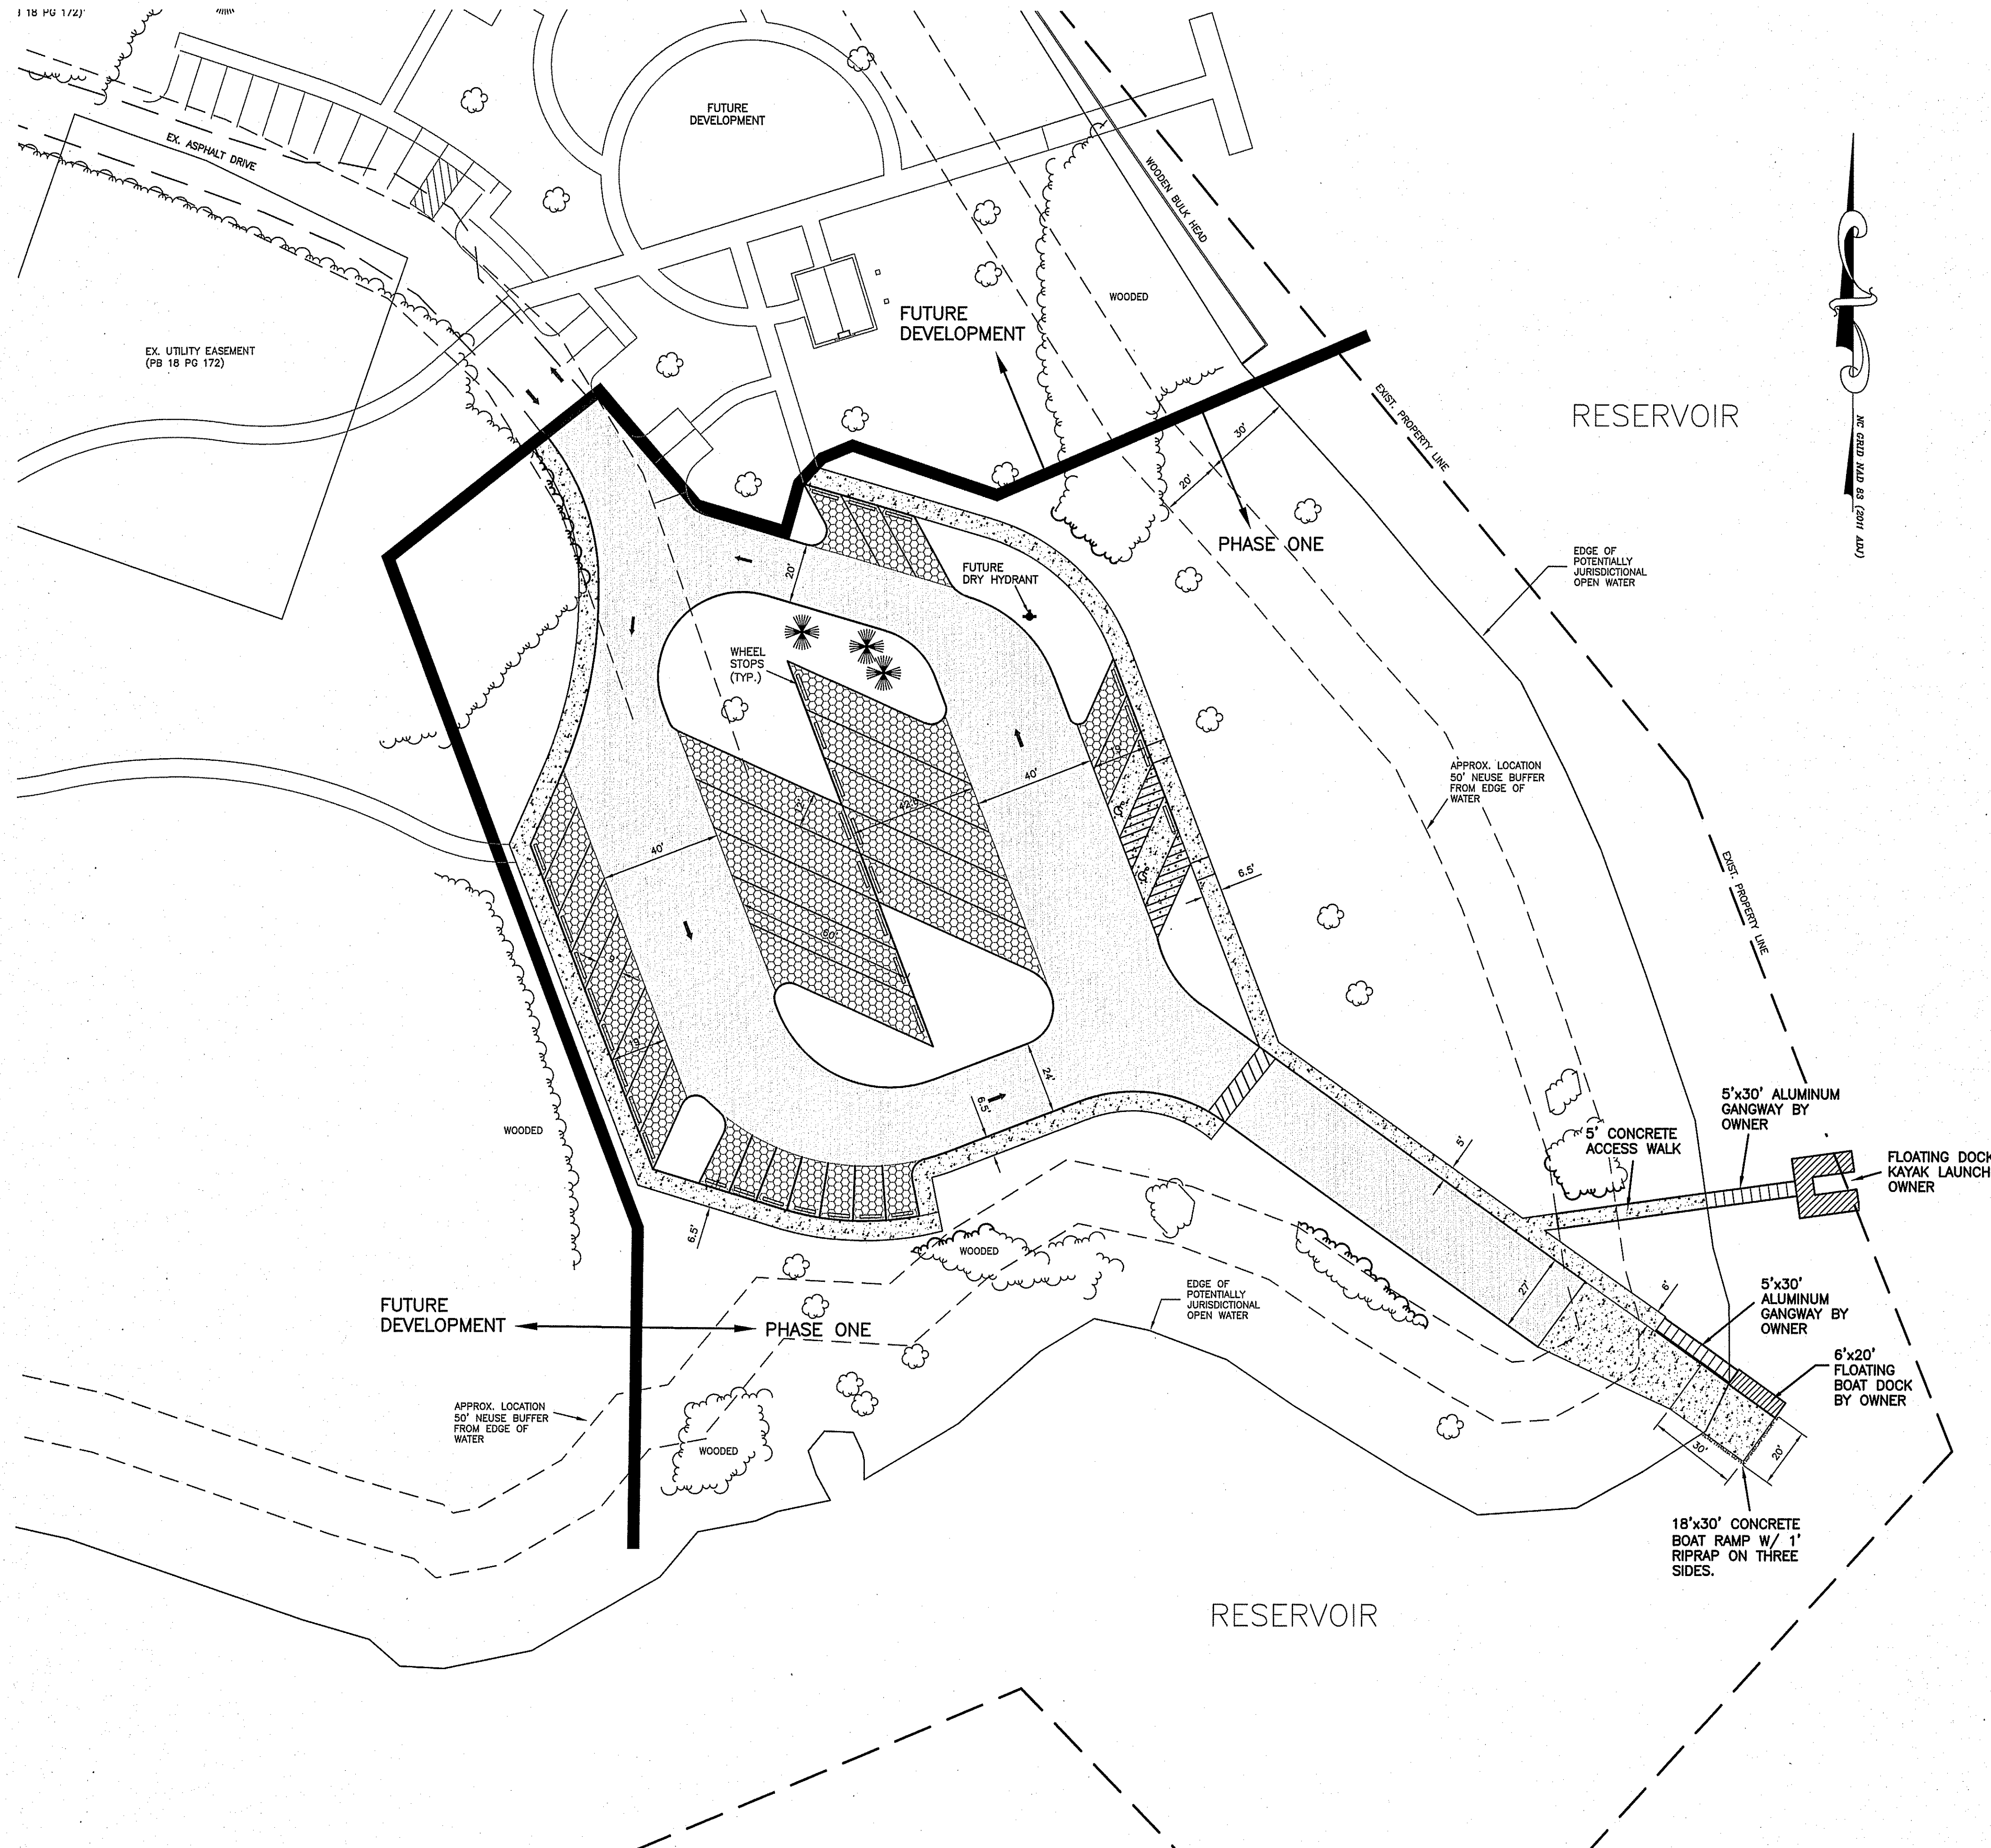 18 PG 172)
EX. ASPHALT DRIVE
FUTURE
DEVELOPMENT
WOODEN BULK HEAD
WOODED
EX. UTILITY EASEMENT
(PB 18 PG 172)
FUTURE
DEVELOPMENT
EXIST. PROPERTY LINE
RESERVOIR
NC GRID NAD 83 (2011 ADJ)
30'
20'
PHASE ONE
EDGE OF
POTENTIALLY
JURISDICTIONAL
OPEN WATER
20'
FUTURE
DRY HYDRANT
WHEEL
STOPS
(TYP.)
40'
19'
40'
APPROX. LOCATION
50' NEUSE BUFFER
FROM EDGE OF
WATER
EXIST. PROPERTY LINE
6.5'
60'
9'
19'
24'
6.5'
5'
WOODED
6.5'
5'x30' ALUMINUM
GANGWAY BY
OWNER
5' CONCRETE
ACCESS WALK
FLOATING DOCK
KAYAK LAUNCH
OWNER
WOODED
27'
6'
5'x30'
ALUMINUM
GANGWAY BY
OWNER
EDGE OF
POTENTIALLY
JURISDICTIONAL
OPEN WATER
FUTURE
DEVELOPMENT
PHASE ONE
6'x20'
FLOATING
BOAT DOCK
BY OWNER
APPROX. LOCATION
50' NEUSE BUFFER
FROM EDGE OF
WATER
WOODED
30'
20'
18'x30' CONCRETE
BOAT RAMP W/ 1'
RIPRAP ON THREE
SIDES.
RESERVOIR